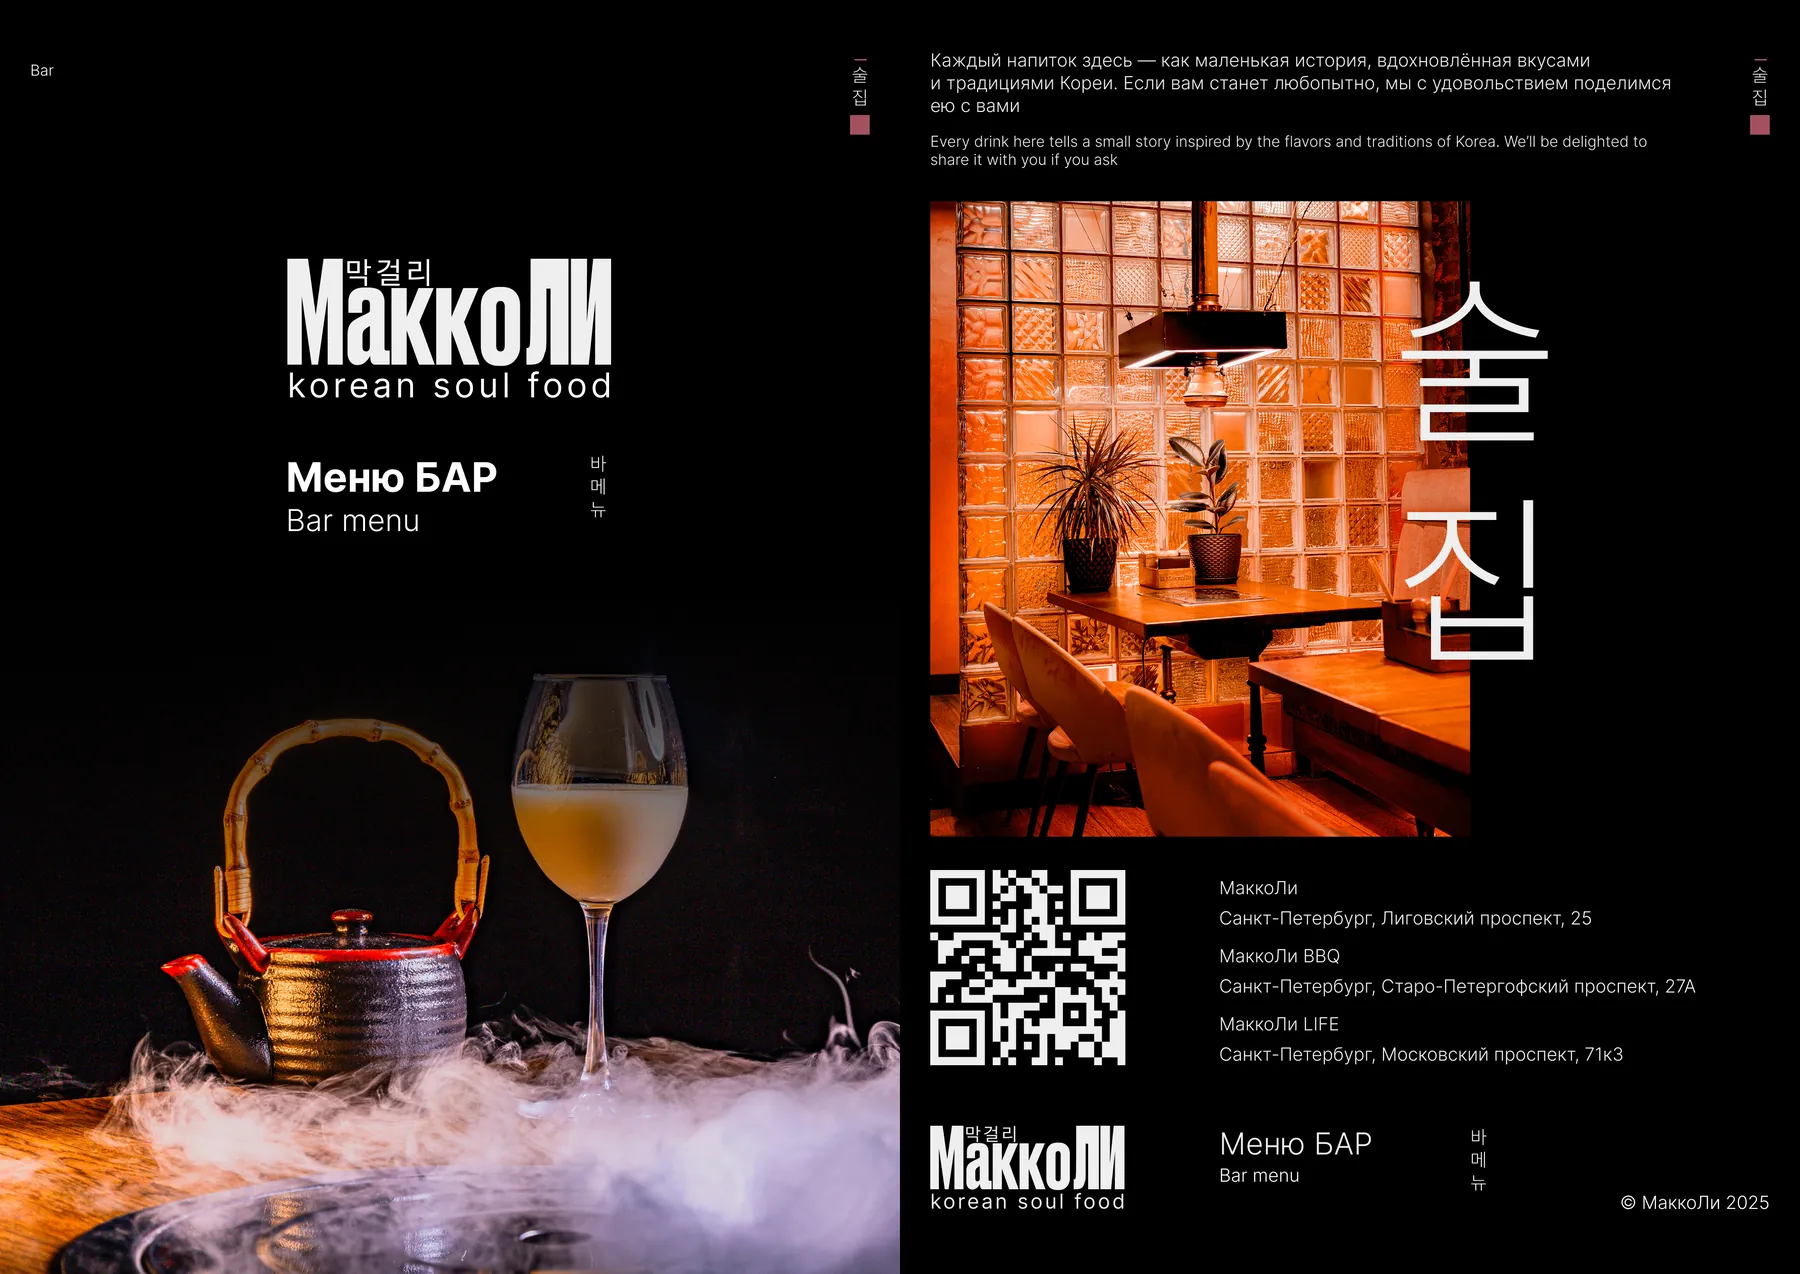 Bar
술
집
막걸리
МаккоЛИ
korean soul food
Меню БАР
Bar menu
바
메
뉴
Каждый напиток здесь — как маленькая история, вдохновлённая вкусами
и традициями Кореи. Если вам станет любопытно, мы с удовольствием поделимся
ею с вами
Every drink here tells a small story inspired by the flavors and traditions of Korea. We'll be delighted to
share it with you if you ask
술
집
술
집
МаккоЛи
Санкт-Петербург, Лиговский проспект, 25
МаккоЛи BBQ
Санкт-Петербург, Старо-Петергофский проспект, 27А
МаккоЛи LIFE
Санкт-Петербург, Московский проспект, 71к3
막걸리
МаккоЛИ
korean soul food
Меню БАР
Bar menu
바
메
뉴
© МаккоЛи 2025